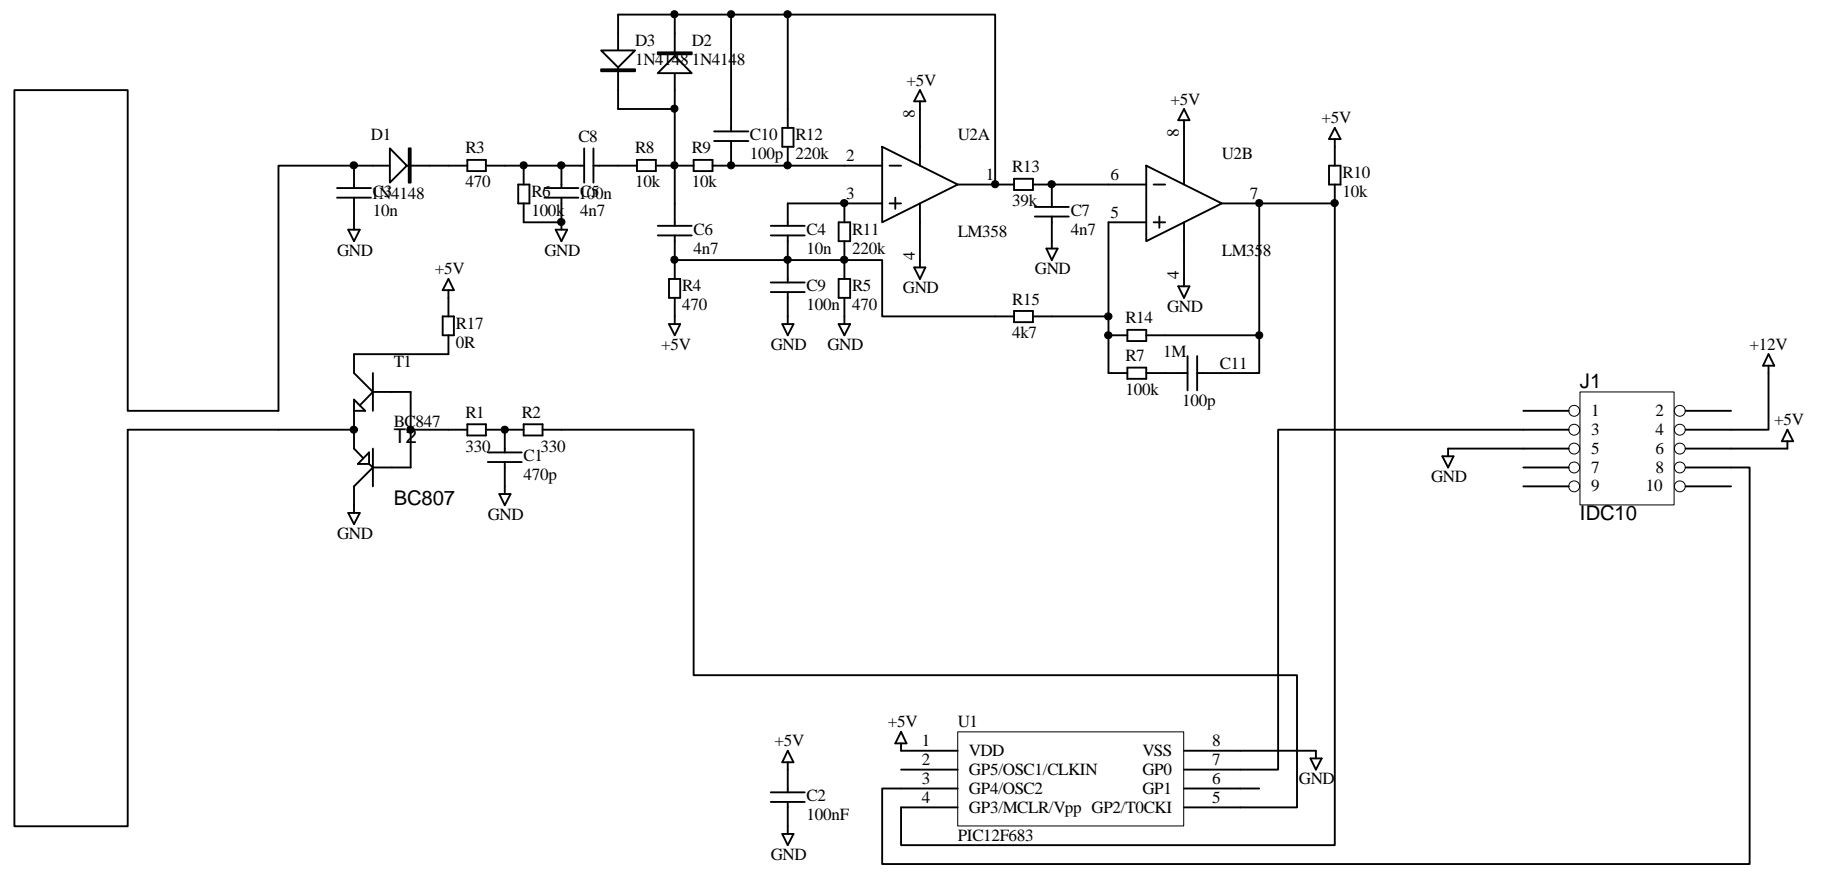 D3
1N4148
D2
1N4148
+5V
8
C10
100p
R12
220k
U2A
+5V
8
+5V
D1
1N4148
R3
470
C8
100n
R8
10k
R9
10k
2
3
1
4
LM358
GND
R13
39k
6
5
7
U2B
LM358
4
GND
R10
10k
C3
10n
GND
R6
100k
C5
4n7
GND
C6
4n7
C4
10n
R11
220k
C7
4n7
GND
R4
470
+5V
C9
100n
GND
R5
470
GND
R15
4k7
R14
1M
R7
100k
C11
100p
+5V
R17
0R
T1
BC847
T2
BC807
GND
R1
330
R2
330
C1
470p
GND
+12V
J1
1
2
3
4
+5V
5
6
GND
7
8
9
10
IDC10
+5V
C2
100nF
GND
+5V
U1
1
VDD
VSS
8
2
GP5/OSC1/CLKIN
GP0
7
3
GP4/OSC2
GP1
6
4
GP3/MCLR/Vpp
GP2/T0CKI
5
GND
PIC12F683